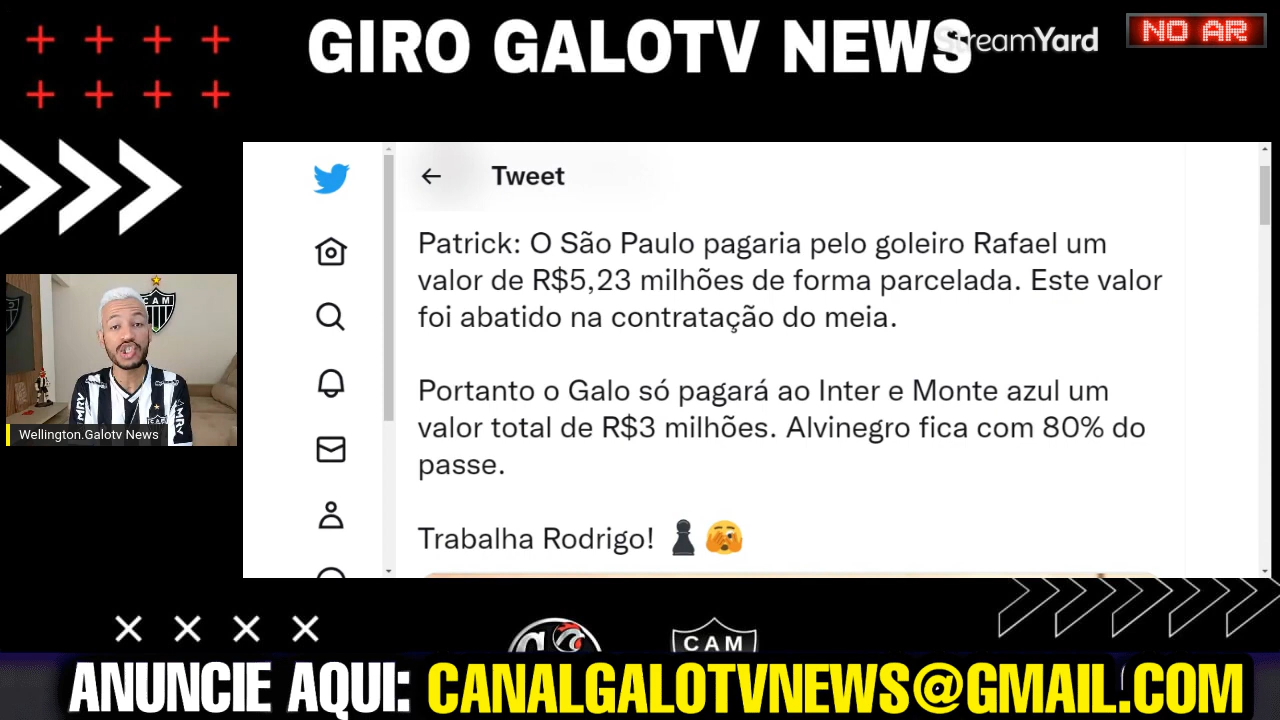 GIRO GALOTV NEWS
StreamYard
NO AR
Tweet
Patrick: O São Paulo pagaria pelo goleiro Rafael um
valor de R$5,23 milhões de forma parcelada. Este valor
foi abatido na contratação do meia.
Portanto o Galo só pagará ao Inter e Monte azul um
valor total de R$3 milhões. Alvinegro fica com 80% do
passe.
Trabalha Rodrigo!
CAM
MRV
MRV
Wellington.Galotv News
CAM
ANUNCIE AQUI: CANALGALOTVNEWS@GMAIL.COM